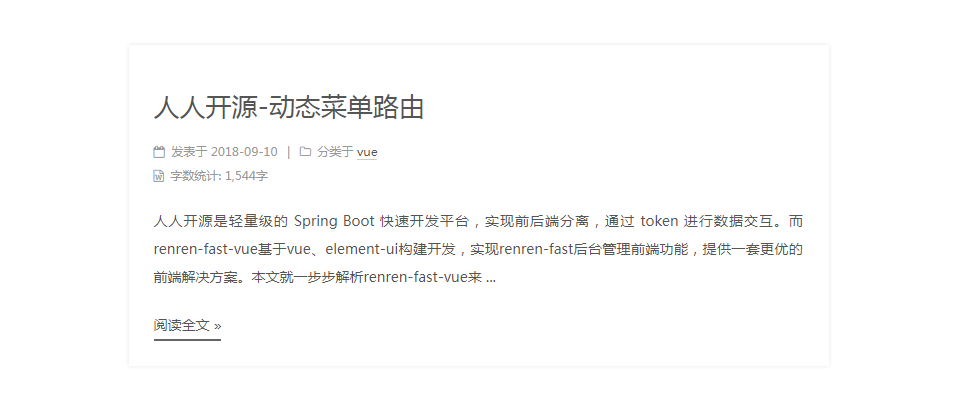 人人开源-动态菜单路由
发表于 2018-09-10 | 分类于 vue
字数统计: 1,544字
人人开源是轻量级的 Spring Boot 快速开发平台，实现前后端分离，通过 token 进行数据交互。而
renren-fast-vue基于vue、element-ui构建开发，实现renren-fast后台管理前端功能，提供一套更优的
前端解决方案。本文就一步步解析renren-fast-vue来 ...
阅读全文 »